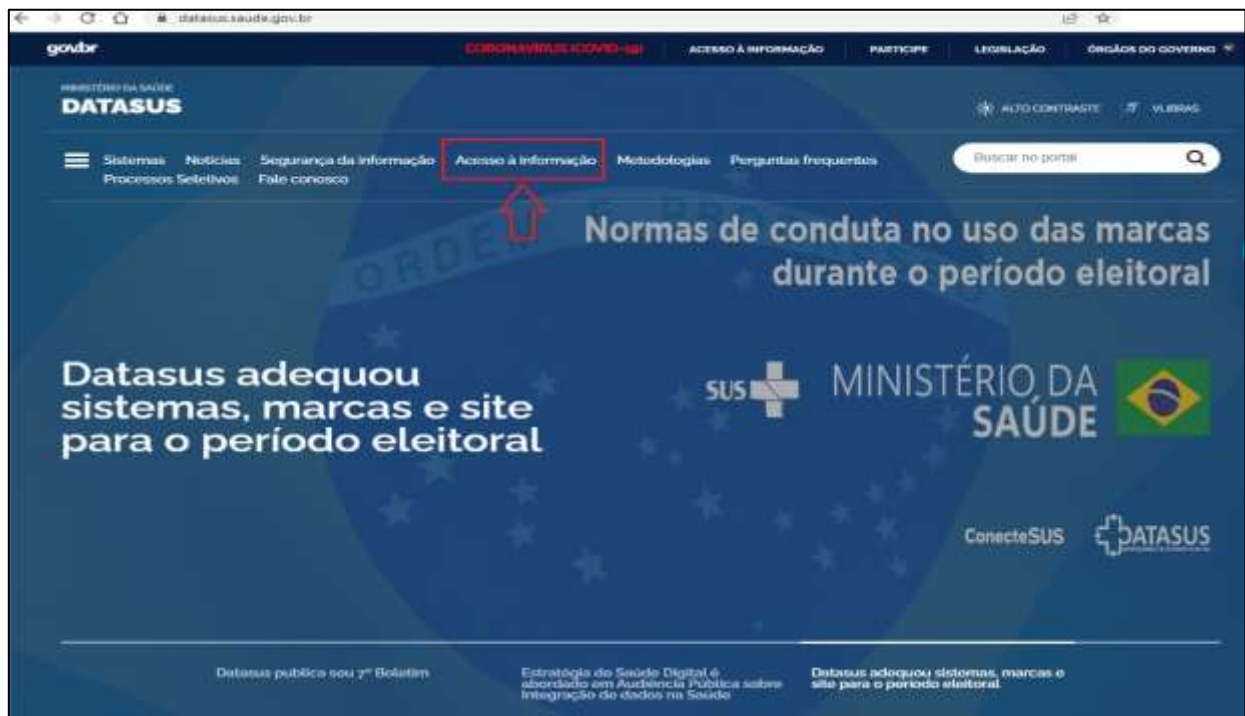 datasus.saude.gov.br
govbr CORONAVÍRUS (COVID-19) ACESSO À INFORMAÇÃO PARTICIPE LEGISLAÇÃO ÓRGÃOS DO GOVERNO
MINISTÉRIO DA SAÚDE
DATASUS
ALTO CONTRASTE VLIBRAS
Sistemas Notícias Segurança da informação Acesso à informação Metodologias Perguntas frequentes Buscar no portal
Processos Seletivos Fale conosco
ORDEM E PRO
Normas de conduta no uso das marcas
durante o período eleitoral
Datasus adequou
sistemas, marcas e site
para o período eleitoral
SUS MINISTÉRIO DA
SAÚDE
ConecteSUS DATASUS
Datasus publica seu 7º Boletim
Estratégia de Saúde Digital é
abordado em Audiência Pública sobre
Integração de dados na Saúde
Datasus adequou sistemas, marcas e
site para o período eleitoral